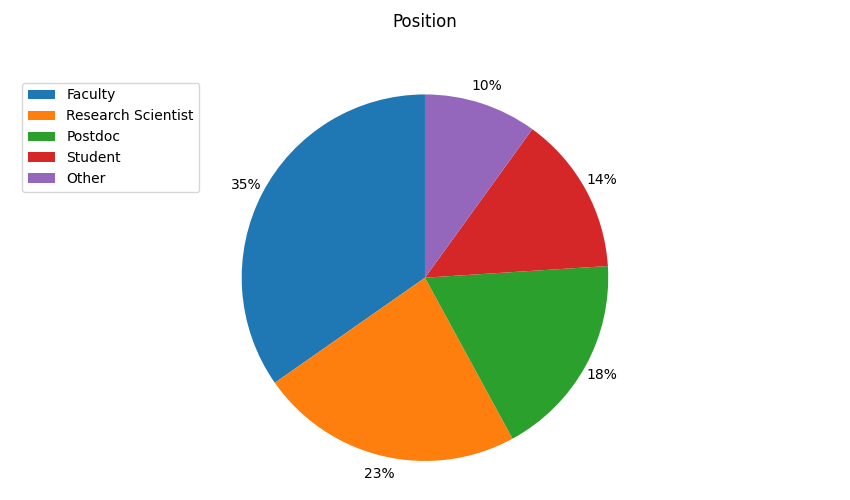 Position
Faculty
Research Scientist
Postdoc
Student
Other
10%
14%
35%
18%
23%